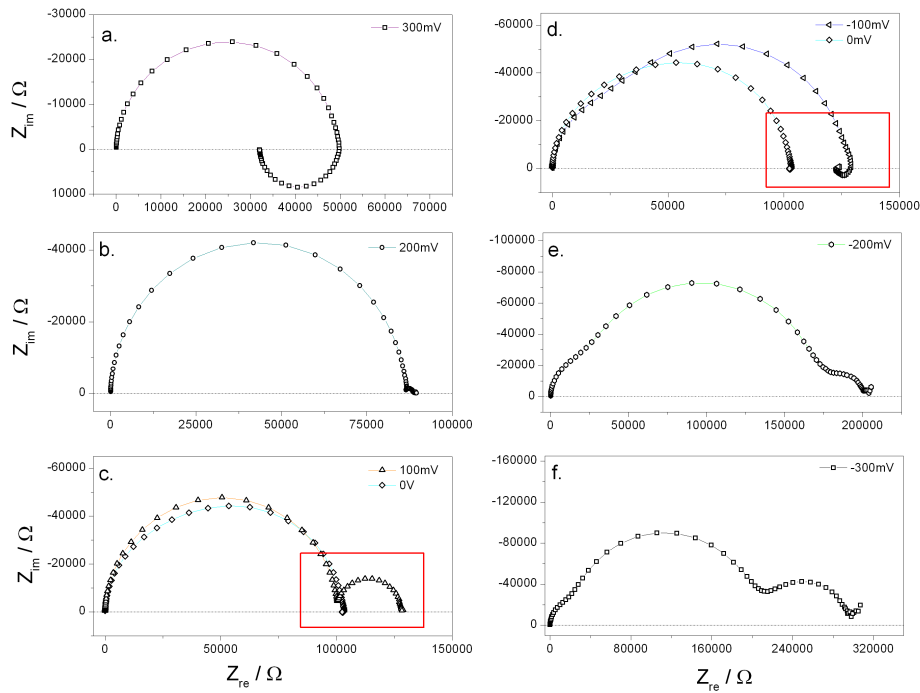 a.
300mV
-30000
-20000
-10000
0
10000
Z_im / Ω
0 10000 20000 30000 40000 50000 60000 70000
b.
200mV
-40000
-20000
0
Z_im / Ω
0 25000 50000 75000 100000
c.
100mV
0V
-60000
-40000
-20000
0
Z_im / Ω
0 50000 100000 150000
Z_re / Ω
d.
-100mV
0mV
-60000
-40000
-20000
0
0 50000 100000 150000
e.
-200mV
-100000
-80000
-60000
-40000
-20000
0
0 50000 100000 150000 200000
f.
-300mV
-160000
-120000
-80000
-40000
0
0 80000 160000 240000 320000
Z_re / Ω